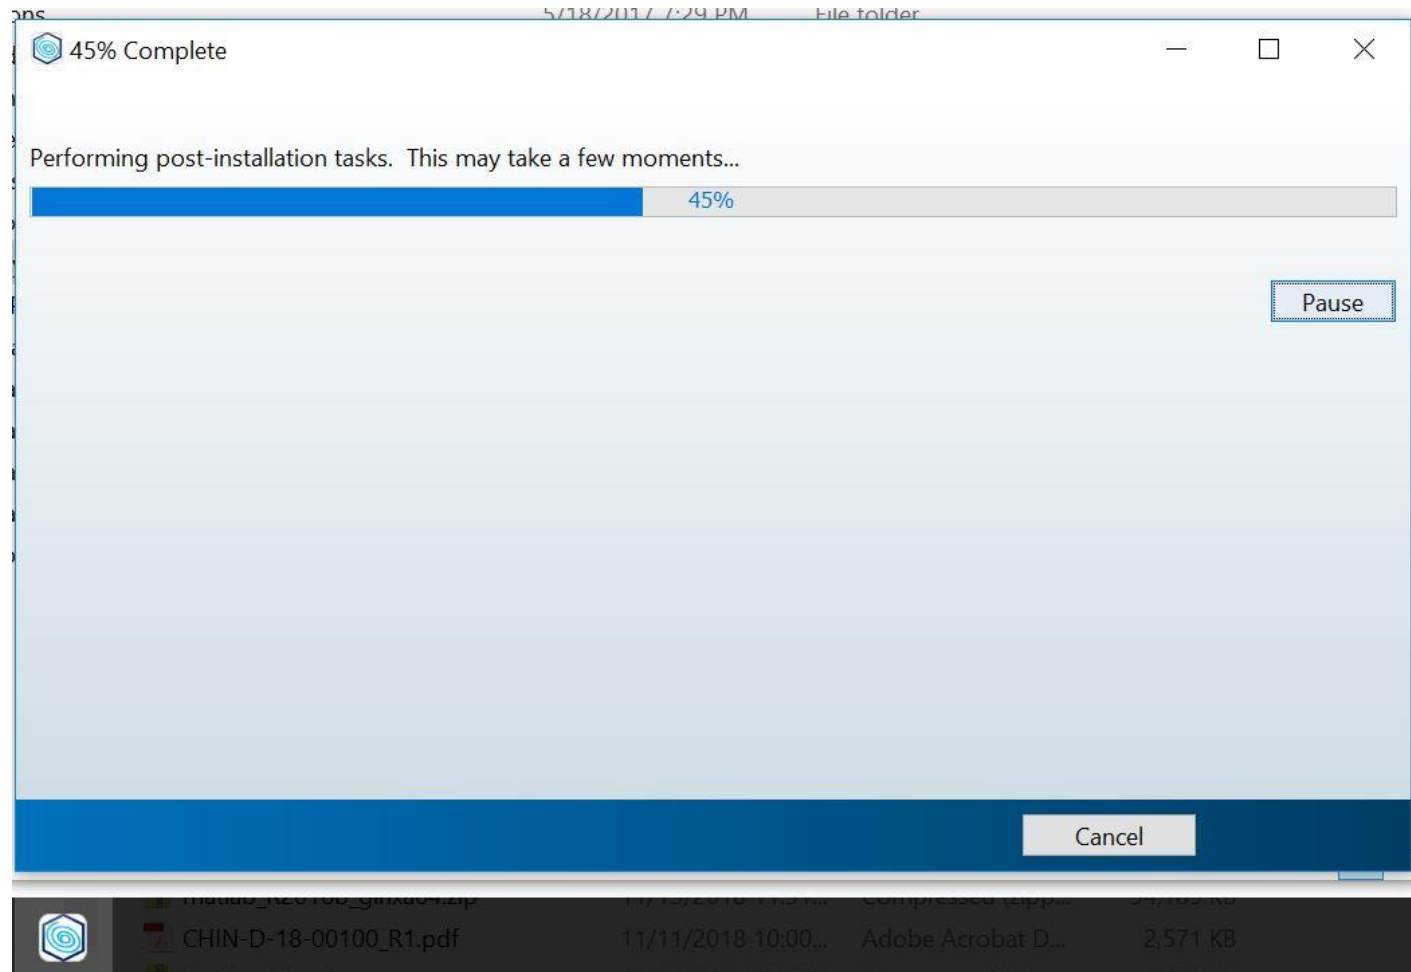 5/18/2017 7:29 PM File folder
45% Complete
Performing post-installation tasks. This may take a few moments...
45%
Pause
Cancel
CHIN-D-18-00100_R1.pdf 11/11/2018 10:00... Adobe Acrobat D... 2,571 KB